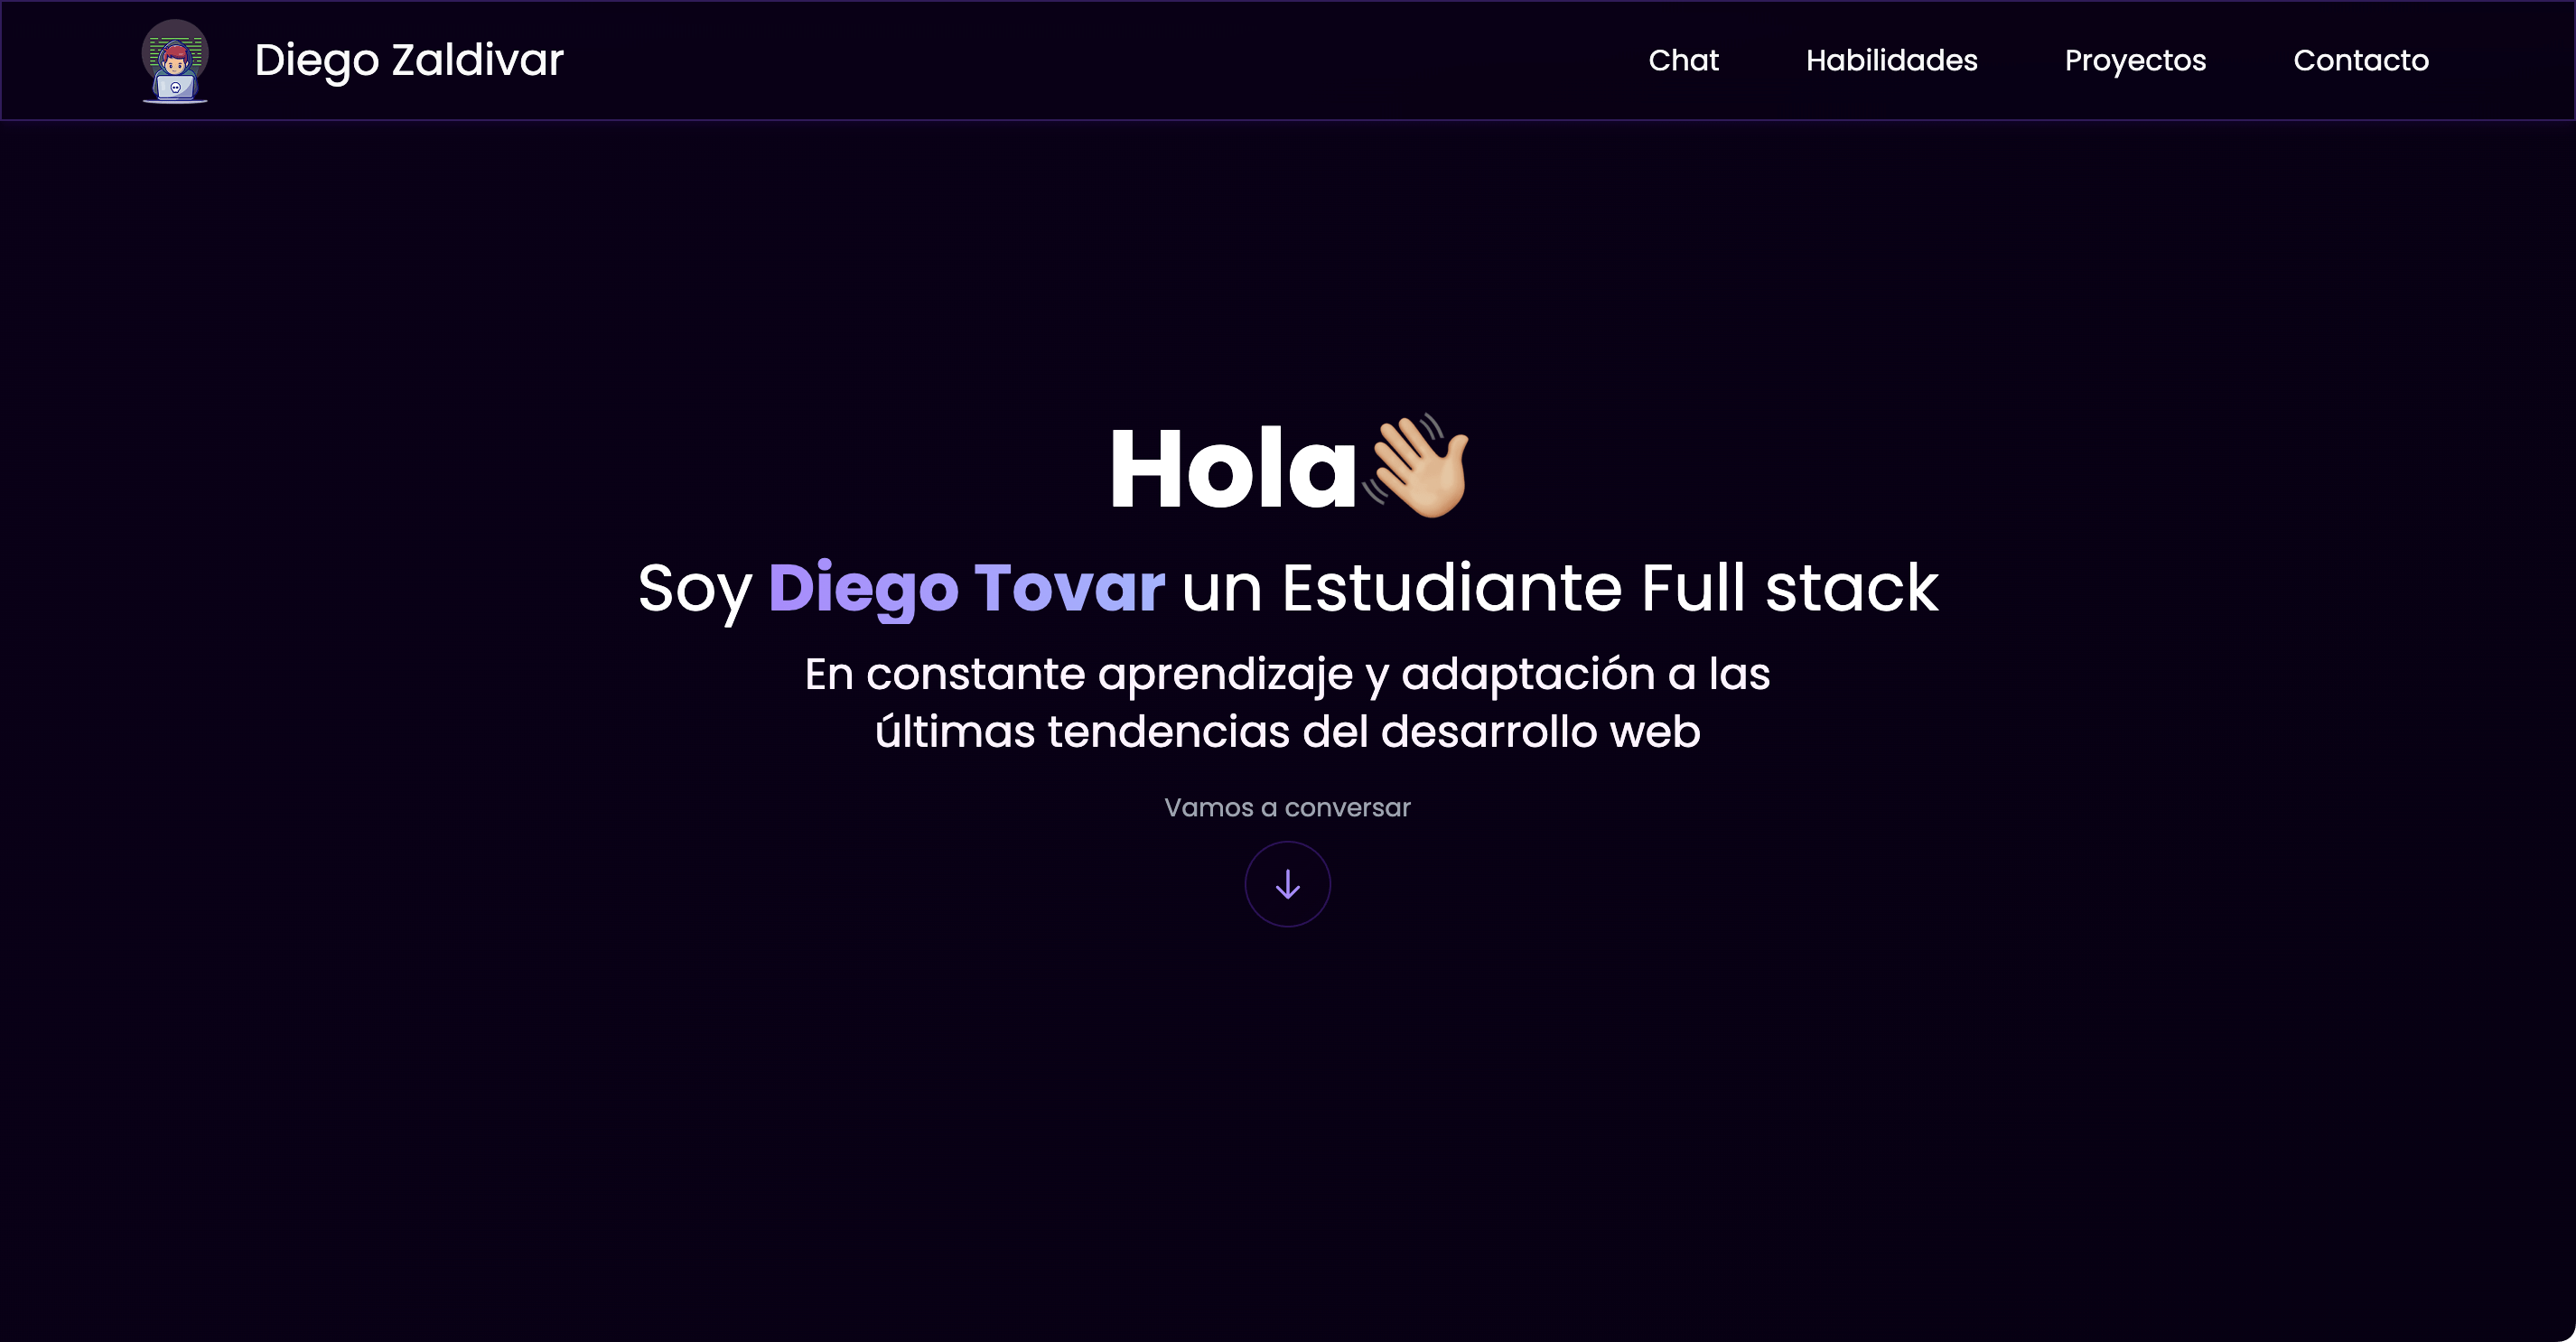 Diego Zaldivar
Chat
Habilidades
Proyectos
Contacto
Hola👋🏼
Soy Diego Tovar un Estudiante Full stack
En constante aprendizaje y adaptación a las
últimas tendencias del desarrollo web
Vamos a conversar